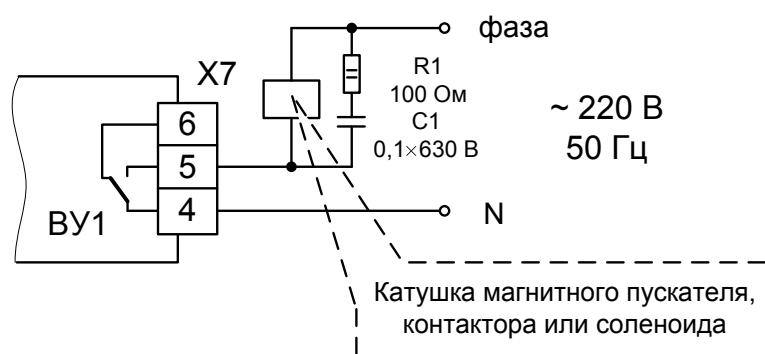 фаза
X7
R1
100 Ом
C1
0,1×630 В
~ 220 В
50 Гц
6
5
4
ВУ1
N
Катушка магнитного пускателя,
контактора или соленоида